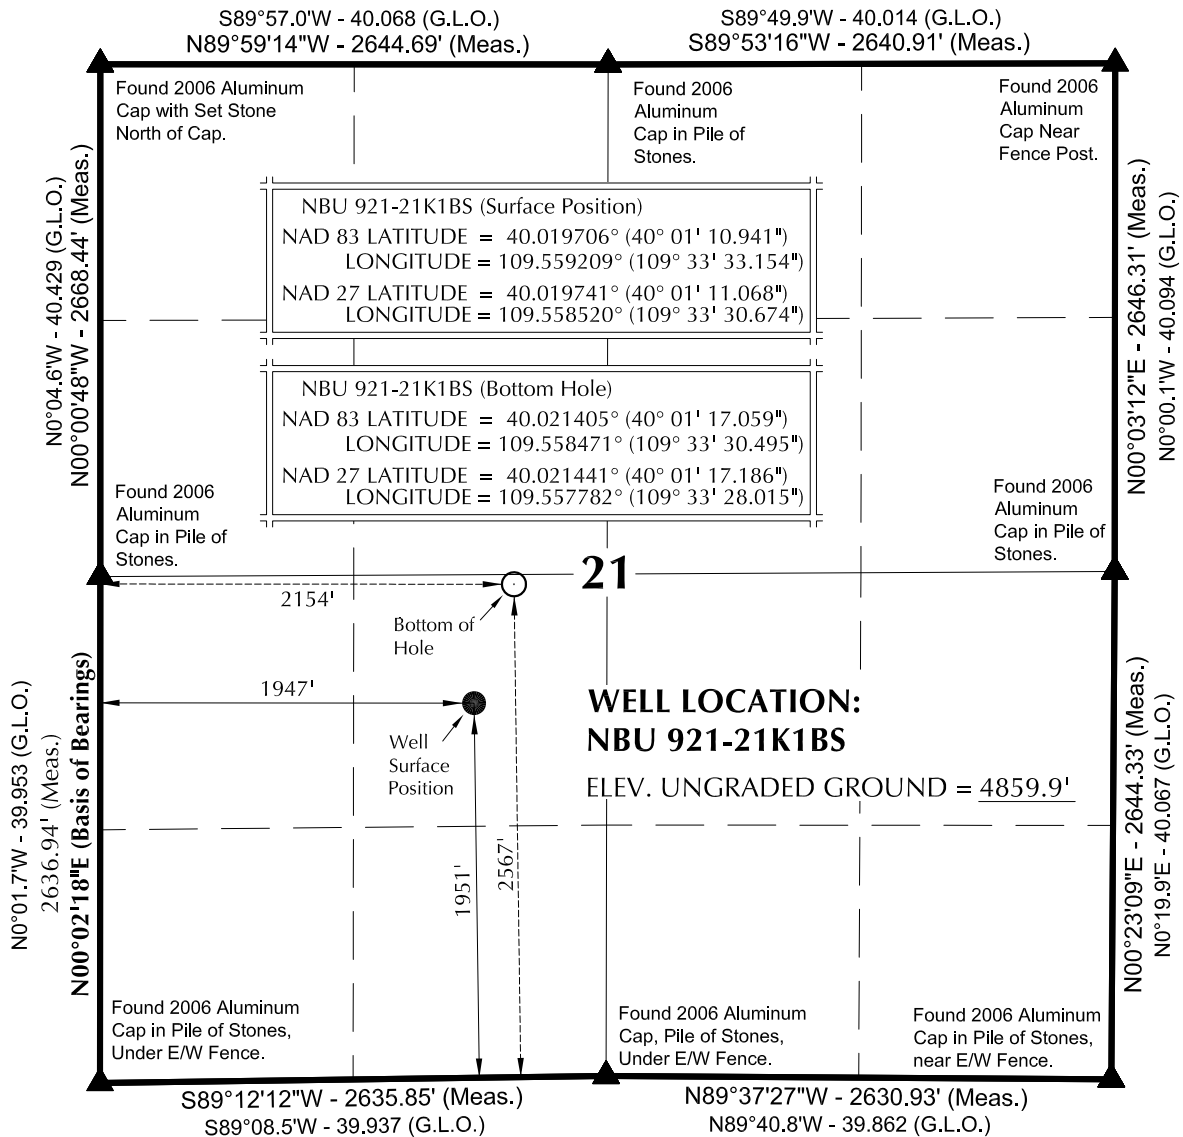 S89°57.0'W - 40.068 (G.L.O.)
N89°59'14"W - 2644.69' (Meas.)
S89°49.9'W - 40.014 (G.L.O.)
S89°53'16"W - 2640.91' (Meas.)
Found 2006 Aluminum
Cap with Set Stone
North of Cap.
Found 2006
Aluminum
Cap in Pile of
Stones.
Found 2006
Aluminum
Cap Near
Fence Post.
N0°04.6'W - 40.429 (G.L.O.)
N00°00'48"W - 2668.44' (Meas.)
N00°03'12"E - 2646.31' (Meas.)
N0°00.1'W - 40.094 (G.L.O.)
NBU 921-21K1BS (Surface Position)
NAD 83 LATITUDE = 40.019706° (40° 01' 10.941")
LONGITUDE = 109.559209° (109° 33' 33.154")
NAD 27 LATITUDE = 40.019741° (40° 01' 11.068")
LONGITUDE = 109.558520° (109° 33' 30.674")
NBU 921-21K1BS (Bottom Hole)
NAD 83 LATITUDE = 40.021405° (40° 01' 17.059")
LONGITUDE = 109.558471° (109° 33' 30.495")
NAD 27 LATITUDE = 40.021441° (40° 01' 17.186")
LONGITUDE = 109.557782° (109° 33' 28.015")
Found 2006
Aluminum
Cap in Pile of
Stones.
Found 2006
Aluminum
Cap in Pile of
Stones.
21
2154'
Bottom of
Hole
1947'
Well
Surface
Position
WELL LOCATION:
NBU 921-21K1BS
ELEV. UNGRADED GROUND = 4859.9'
1951'
2567'
N0°01.7'W - 39.953 (G.L.O.)
2636.94' (Meas.)
N00°02'18"E (Basis of Bearings)
N00°23'09"E - 2644.33' (Meas.)
N0°19.9'E - 40.067 (G.L.O.)
Found 2006 Aluminum
Cap in Pile of Stones,
Under E/W Fence.
Found 2006 Aluminum
Cap, Pile of Stones,
Under E/W Fence.
Found 2006 Aluminum
Cap in Pile of Stones,
near E/W Fence.
S89°12'12"W - 2635.85' (Meas.)
S89°08.5'W - 39.937 (G.L.O.)
N89°37'27"W - 2630.93' (Meas.)
N89°40.8'W - 39.862 (G.L.O.)